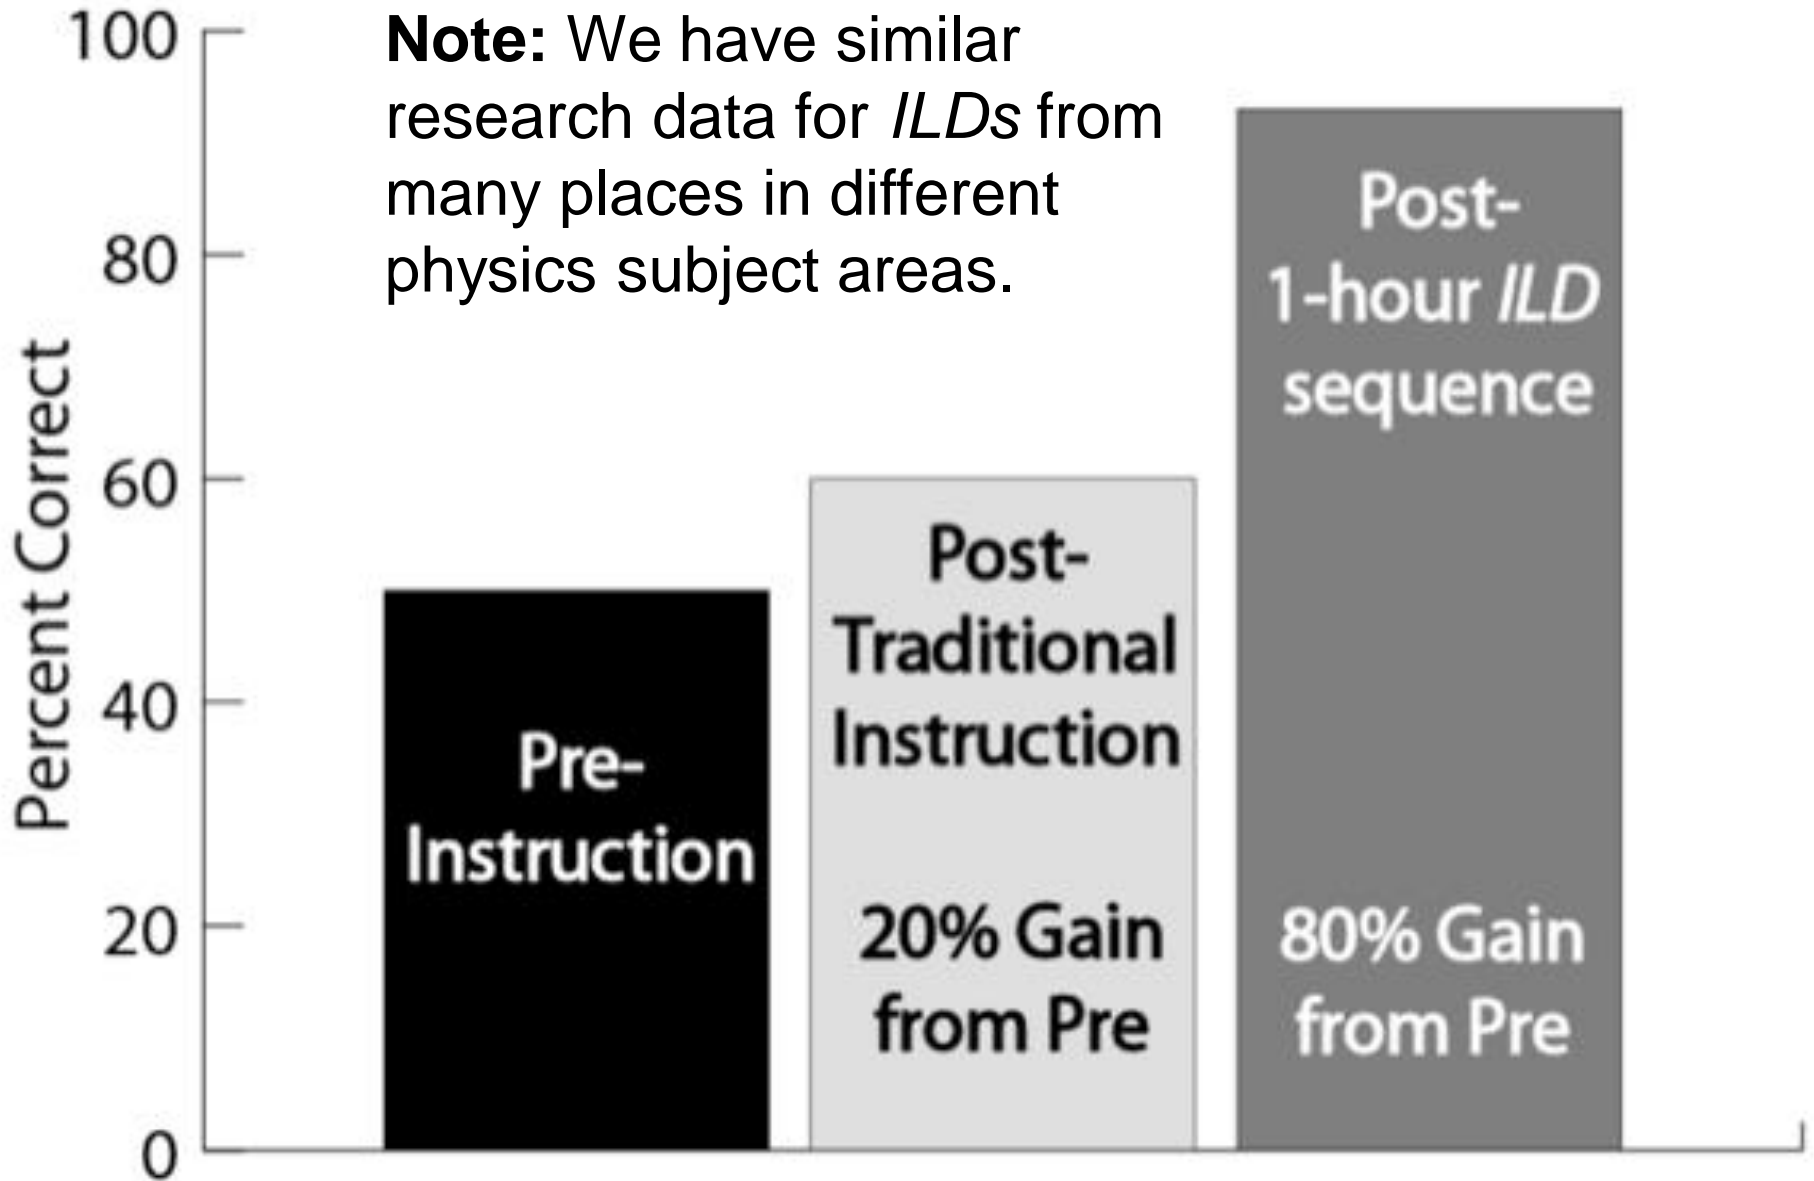 Note: We have similar
research data for ILDs from
many places in different
physics subject areas.
Percent Correct
100
80
60
40
20
0
Pre-
Instruction
Post-
Traditional
Instruction
20% Gain
from Pre
Post-
1-hour ILD
sequence
80% Gain
from Pre